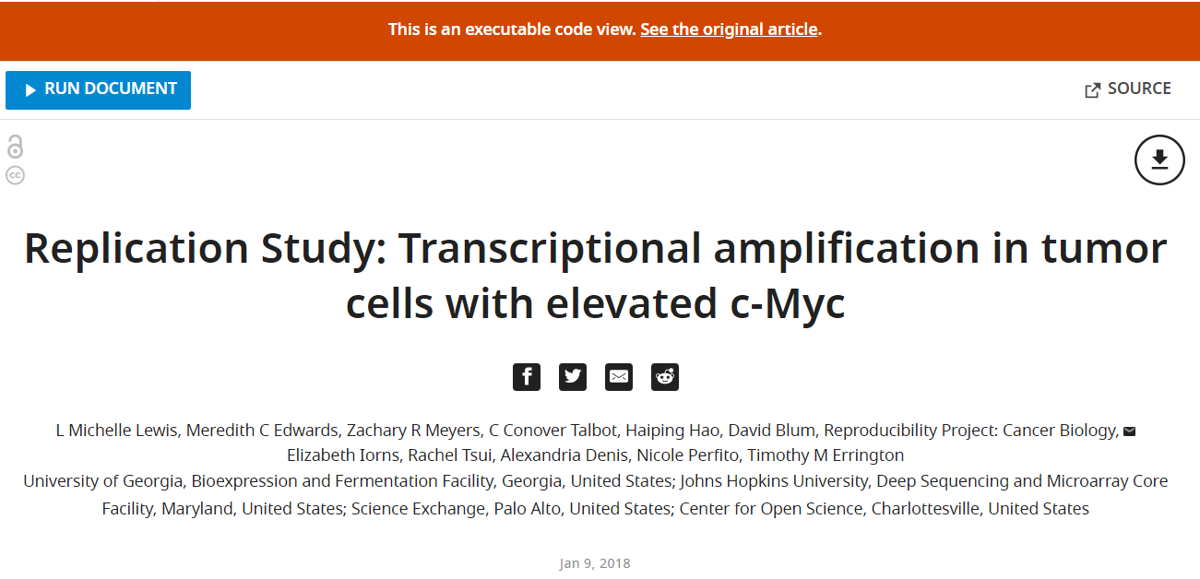 This is an executable code view. See the original article.
RUN DOCUMENT
SOURCE
cc
Replication Study: Transcriptional amplification in tumor
cells with elevated c-Myc
L Michelle Lewis, Meredith C Edwards, Zachary R Meyers, C Conover Talbot, Haiping Hao, David Blum, Reproducibility Project: Cancer Biology,
Elizabeth Iorns, Rachel Tsui, Alexandria Denis, Nicole Perfito, Timothy M Errington
University of Georgia, Bioexpression and Fermentation Facility, Georgia, United States; Johns Hopkins University, Deep Sequencing and Microarray Core
Facility, Maryland, United States; Science Exchange, Palo Alto, United States; Center for Open Science, Charlottesville, United States
Jan 9, 2018